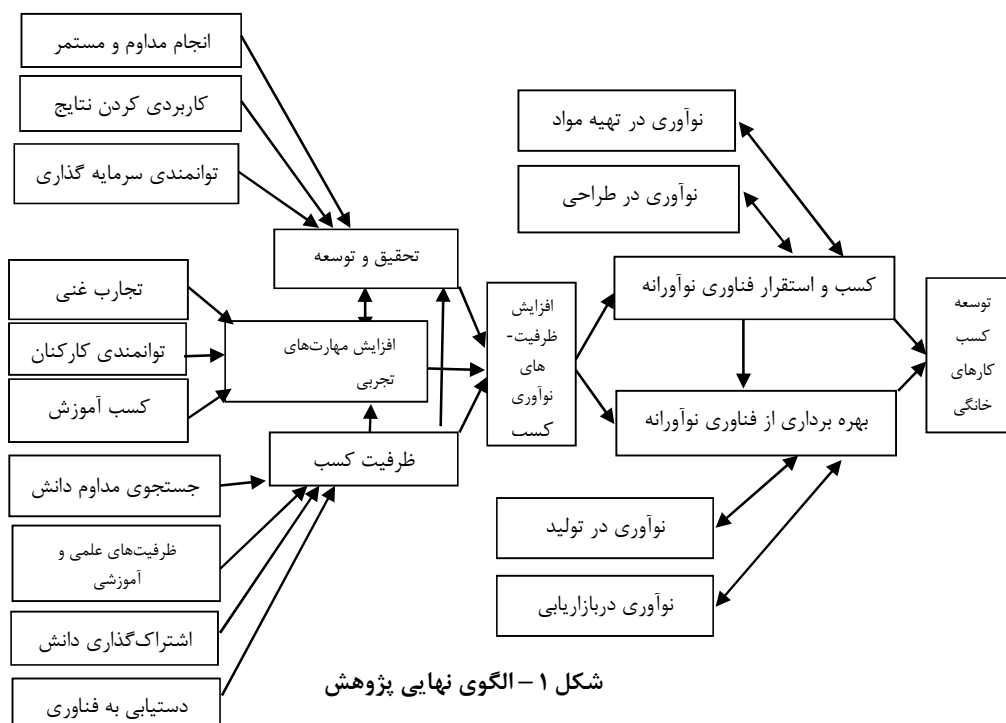 انجام مداوم و مستمر
کاربردی کردن نتایج
توانمندی سرمایه گذاری
تحقیق و توسعه
تجارب غنی
توانمندی کارکنان
کسب آموزش
افزایش مهارت‌های
تجربی
ظرفیت کسب
جستجوی مداوم دانش
ظرفیت‌های علمی و
آموزشی
اشتراک‌گذاری دانش
دستیابی به فناوری
افزایش
ظرفیت-
های
نوآوری
کسب
نوآوری در تهیه مواد
نوآوری در طراحی
کسب و استقرار فناوری نوآورانه
بهره برداری از فناوری نوآورانه
نوآوری در تولید
نوآوری دربازاریابی
توسعه
کسب
کارهای
خانگی
شکل ۱ – الگوی نهایی پژوهش